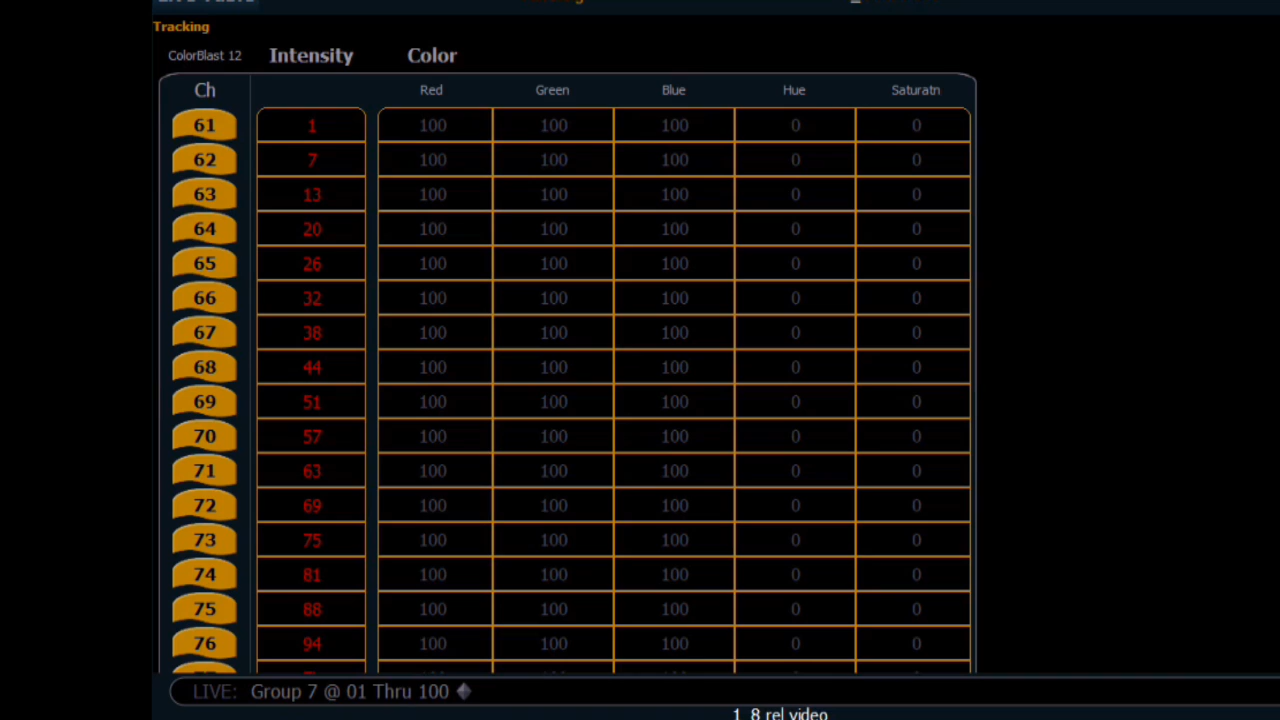 Tracking
ColorBlast 12 Intensity Color
Ch Red Green Blue Hue Saturatn
61 1 100 100 100 0 0
62 7 100 100 100 0 0
63 13 100 100 100 0 0
64 20 100 100 100 0 0
65 26 100 100 100 0 0
66 32 100 100 100 0 0
67 38 100 100 100 0 0
68 44 100 100 100 0 0
69 51 100 100 100 0 0
70 57 100 100 100 0 0
71 63 100 100 100 0 0
72 69 100 100 100 0 0
73 75 100 100 100 0 0
74 81 100 100 100 0 0
75 88 100 100 100 0 0
76 94 100 100 100 0 0
LIVE: Group 7 @ 01 Thru 100
1_8 rel video